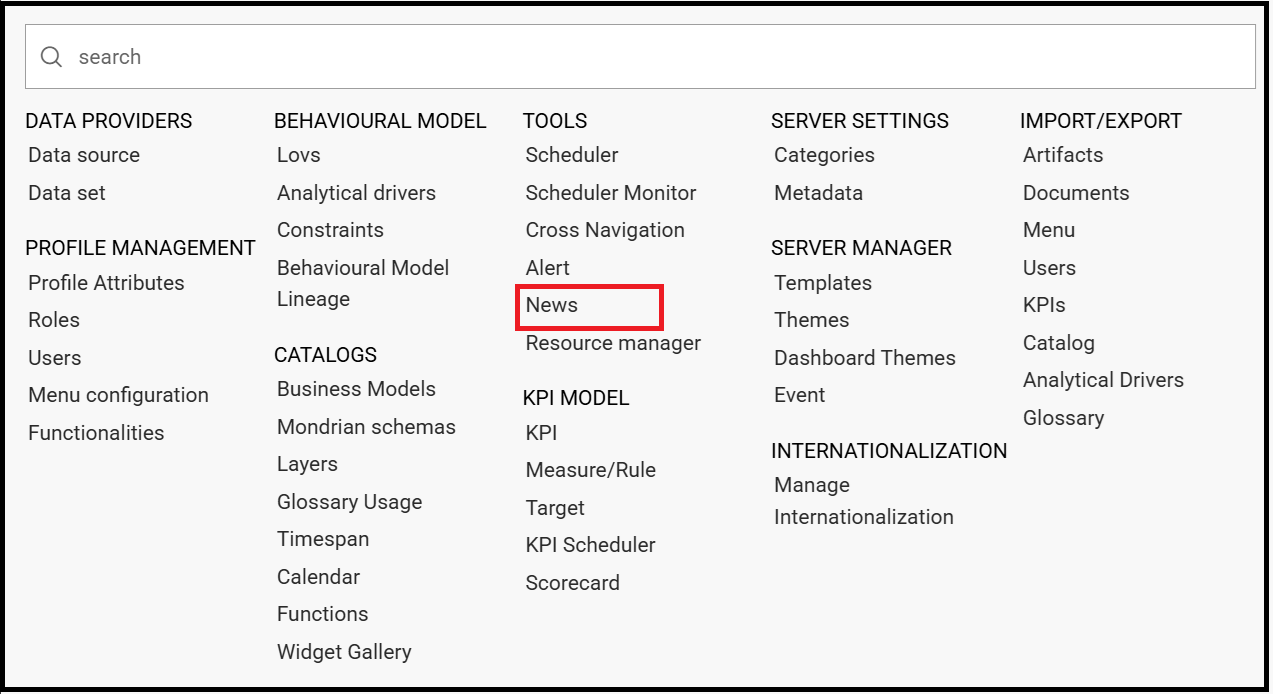 search
DATA PROVIDERS
Data source
Data set
PROFILE MANAGEMENT
Profile Attributes
Roles
Users
Menu configuration
Functionalities
BEHAVIOURAL MODEL
Lovs
Analytical drivers
Constraints
Behavioural Model
Lineage
CATALOGS
Business Models
Mondrian schemas
Layers
Glossary Usage
Timespan
Calendar
Functions
Widget Gallery
TOOLS
Scheduler
Scheduler Monitor
Cross Navigation
Alert
News
Resource manager
KPI MODEL
KPI
Measure/Rule
Target
KPI Scheduler
Scorecard
SERVER SETTINGS
Categories
Metadata
SERVER MANAGER
Templates
Themes
Dashboard Themes
Event
INTERNATIONALIZATION
Manage
Internationalization
IMPORT/EXPORT
Artifacts
Documents
Menu
Users
KPIs
Catalog
Analytical Drivers
Glossary